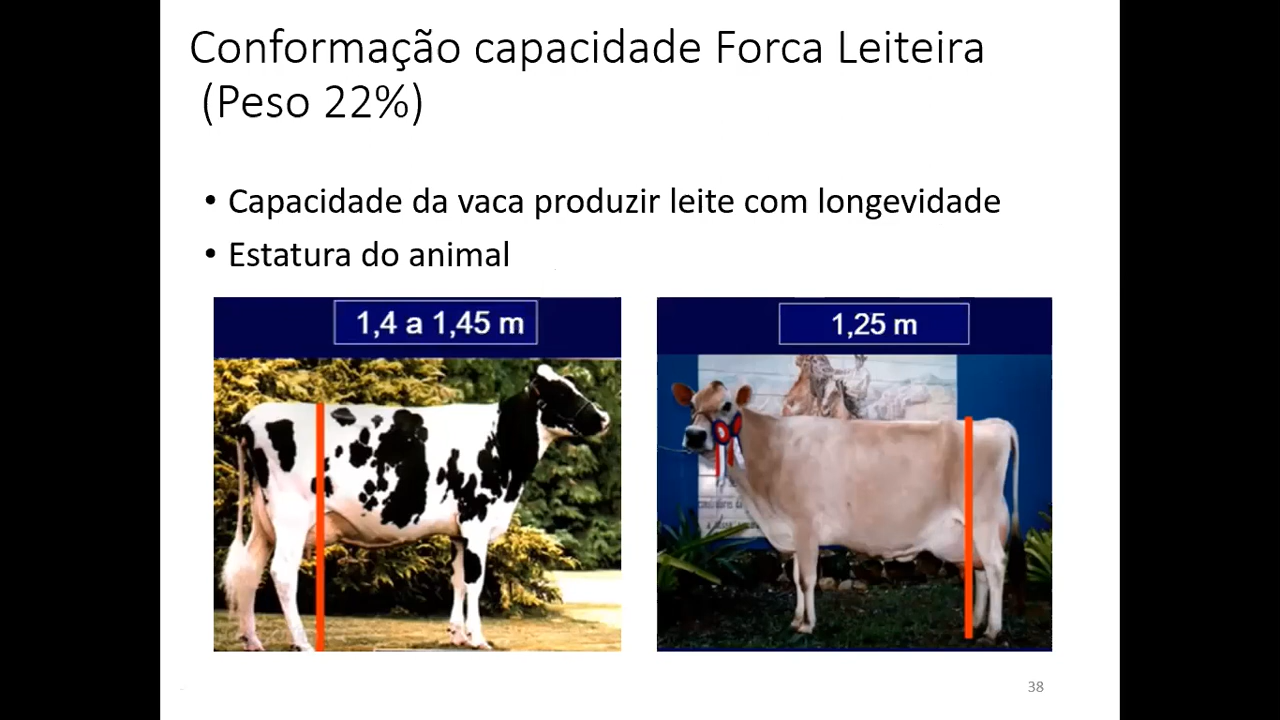 Conformação capacidade Forca Leiteira
(Peso 22%)
• Capacidade da vaca produzir leite com longevidade
• Estatura do animal
1,4 a 1,45 m
1,25 m
38